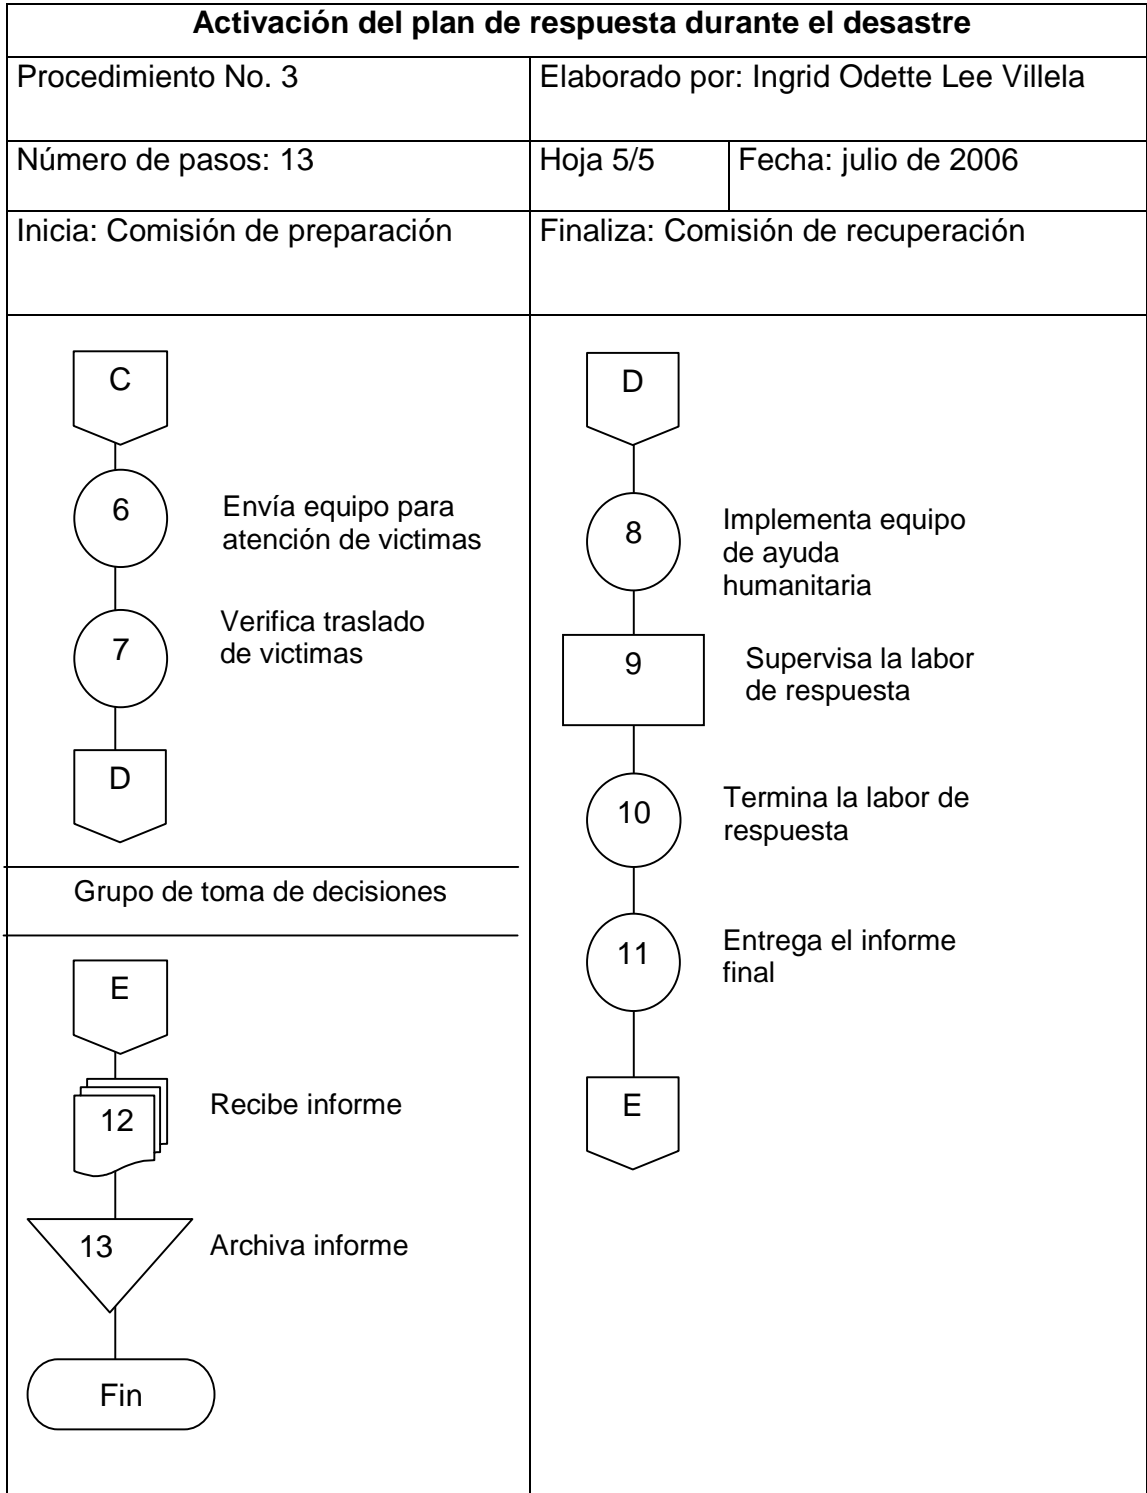 Activación del plan de respuesta durante el desastre
Procedimiento No. 3
Elaborado por: Ingrid Odette Lee Villela
Número de pasos: 13
Hoja 5/5
Fecha: julio de 2006
Inicia: Comisión de preparación
Finaliza: Comisión de recuperación
C
6
Envía equipo para
atención de victimas
7
Verifica traslado
de victimas
D
Grupo de toma de decisiones
E
12
Recibe informe
13
Archiva informe
Fin
D
8
Implementa equipo
de ayuda
humanitaria
9
Supervisa la labor
de respuesta
10
Termina la labor de
respuesta
11
Entrega el informe
final
E